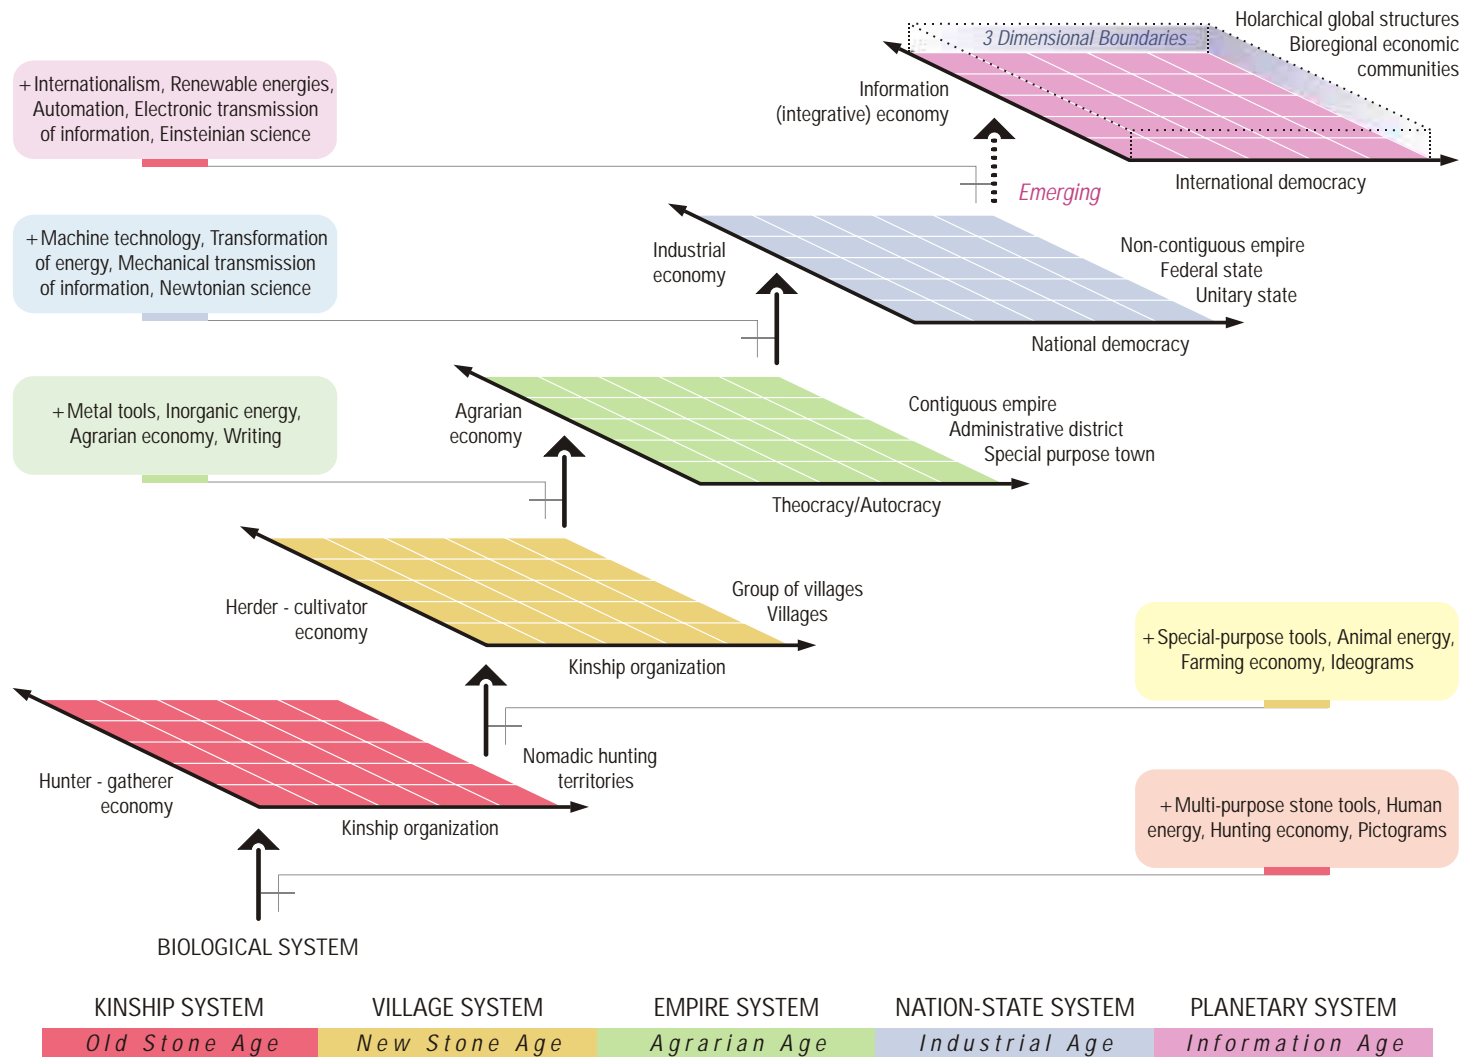 Holarchical global structures
Bioregional economic
communities
3 Dimensional Boundaries
+Internationalism, Renewable energies,
Automation, Electronic transmission
of information, Einsteinian science
Information
(integrative) economy
International democracy
Emerging
+Machine technology, Transformation
of energy, Mechanical transmission
of information, Newtonian science
Industrial
economy
Non-contiguous empire
Federal state
Unitary state
National democracy
+Metal tools, Inorganic energy,
Agrarian economy, Writing
Agrarian
economy
Contiguous empire
Administrative district
Special purpose town
Theocracy/Autocracy
Herder - cultivator
economy
Group of villages
Villages
Kinship organization
+Special-purpose tools, Animal energy,
Farming economy, Ideograms
Hunter - gatherer
economy
Nomadic hunting
territories
Kinship organization
+Multi-purpose stone tools, Human
energy, Hunting economy, Pictograms
BIOLOGICAL SYSTEM
KINSHIP SYSTEM
VILLAGE SYSTEM
EMPIRE SYSTEM
NATION-STATE SYSTEM
PLANETARY SYSTEM
Old Stone Age
New Stone Age
Agrarian Age
Industrial Age
Information Age